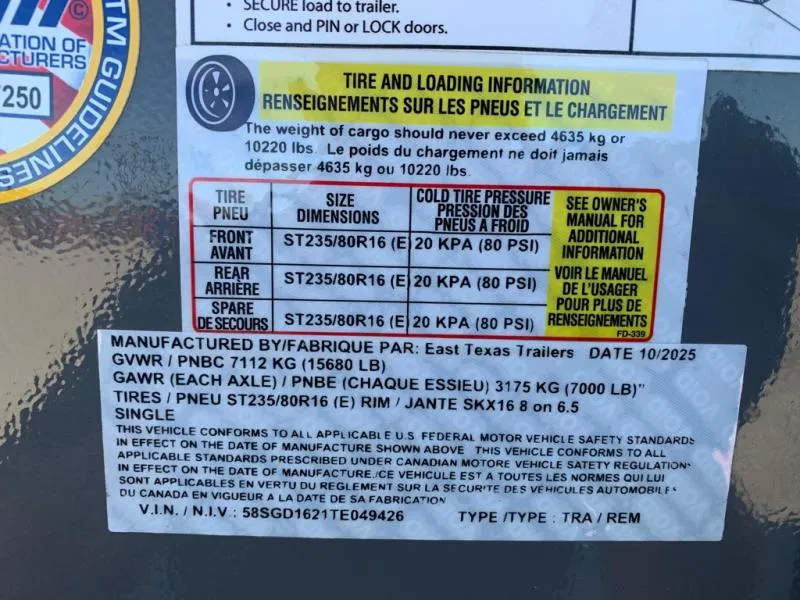 • SECURE load to trailer.
• Close and PIN or LOCK doors.
©
ATION OF
CTURERS
250
TM GUIDELINES
TIRE AND LOADING INFORMATION
RENSEIGNEMENTS SUR LES PNEUS ET LE CHARGEMENT
The weight of cargo should never exceed 4635 kg or
10220 lbs. Le poids du chargement ne doit jamais
dépasser 4635 kg ou 10220 lbs.
TIRE
PNEU
SIZE
DIMENSIONS
COLD TIRE PRESSURE
PRESSION DES
PNEUS À FROID
SEE OWNER'S
MANUAL FOR
ADDITIONAL
INFORMATION
VOIR LE MANUEL
DE L'USAGER
POUR PLUS DE
RENSEIGNEMENTS
FRONT
AVANT
ST235/80R16 (E) 20 KPA (80 PSI)
REAR
ARRIÈRE
ST235/80R16 (E) 20 KPA (80 PSI)
SPARE
DE SECOURS
ST235/80R16 (E) 20 KPA (80 PSI)
FD-339
MANUFACTURED BY/FABRIQUE PAR: East Texas Trailers DATE 10/2025
GVWR / PNBC 7112 KG (15680 LB)
GAWR (EACH AXLE) / PNBE (CHAQUE ESSIEU) 3175 KG (7000 LB)"
TIRES / PNEU ST235/80R16 (E) RIM / JANTE SKX16 8 on 6.5
SINGLE
THIS VEHICLE CONFORMS TO ALL APPLICABLE U.S. FEDERAL MOTOR VEHICLE SAFETY STANDARDS
IN EFFECT ON THE DATE OF MANUFACTURE SHOWN ABOVE THIS VEHICLE CONFORMS TO ALL
APPLICABLE STANDARDS PRESCRIBED UNDER CANADIAN MOTORE VEHICLE SATETY REGULATION
IN EFFECT ON THE DATE OF MANUFACTURE./CE VEHICULE EST A TOUTES LES NORMES QUI LUI
SONT APPLICABLES EN VERTU DU REGLEMENT SUR LA SECURITE DES VEHICULES AUTOMOBILE
DU CANADA EN VIGUEUR A LA DATE DE SA FABRICATION
V.I.N. / N.I.V.: 58SGD1621TE049426 TYPE /TYPE : TRA / REM